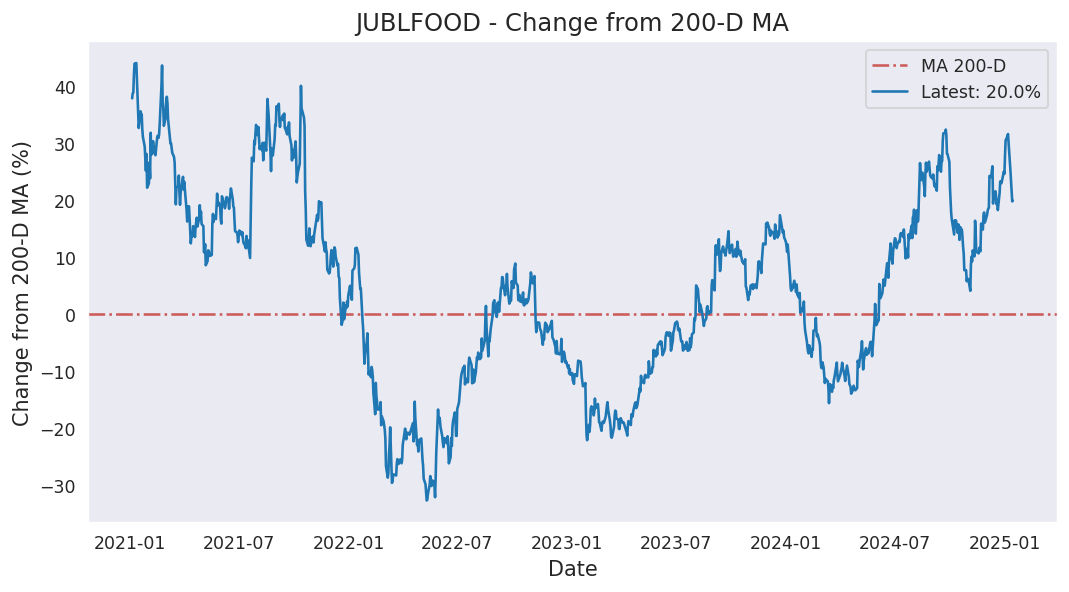 JUBLFOOD - Change from 200-D MA
MA 200-D
Latest: 20.0%
Change from 200-D MA (%)
40
30
20
10
0
−10
−20
−30
2021-01 2021-07 2022-01 2022-07 2023-01 2023-07 2024-01 2024-07 2025-01
Date